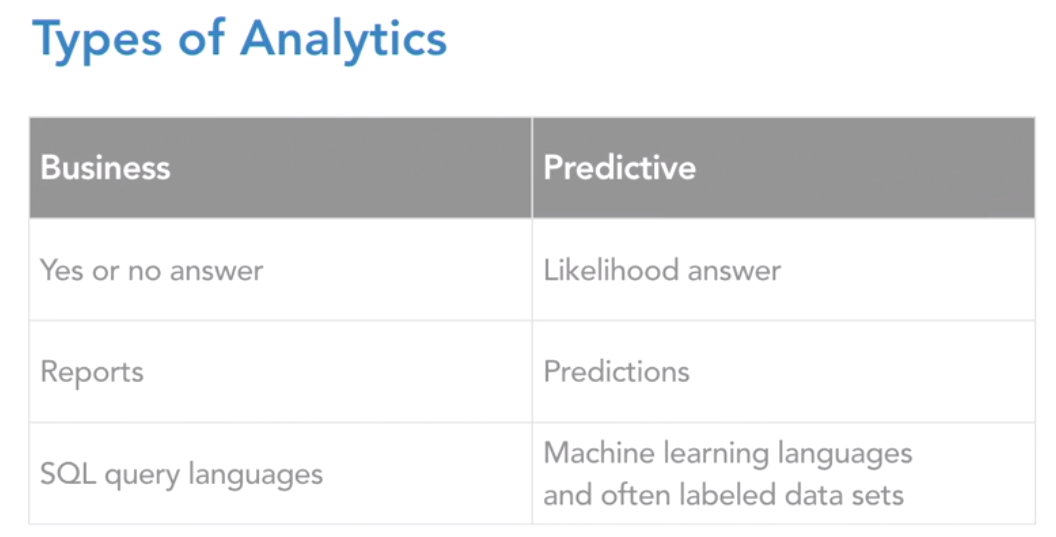 Types of Analytics
Business
Predictive
Yes or no answer
Likelihood answer
Reports
Predictions
SQL query languages
Machine learning languages
and often labeled data sets